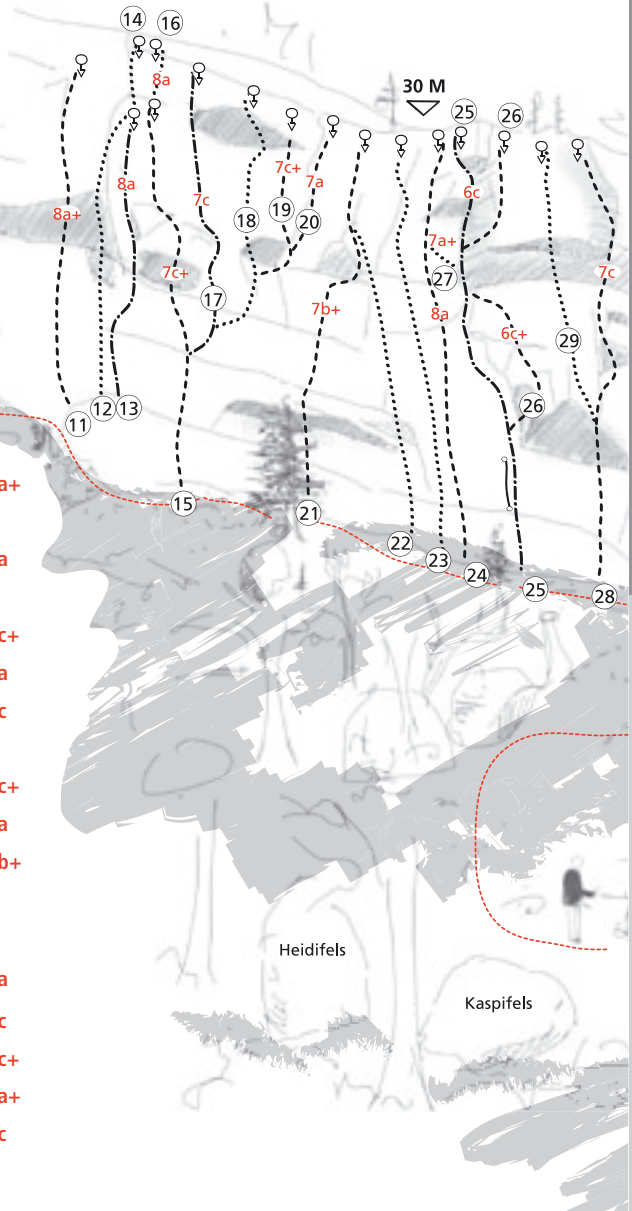 14 16
8a
30 M
25 26
8a 7c 7c+ 7a 6c
8a+ 18 19 20
7c+ 7a+ 7c
17 27
7b+ 8a 6c+
29
11 12 13 26
a+
15 21
22 23 24 25 28
a
c+
a
c
c+
a
b+
Heidifels
a
Kaspifels
c
c+
a+
c